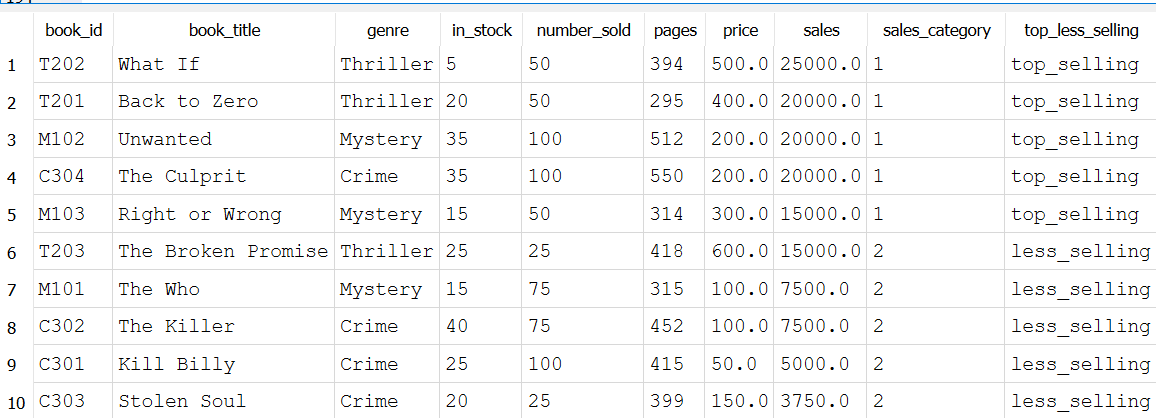 book_id book_title genre in_stock number_sold pages price sales sales_category top_less_selling
1 T202 What If Thriller 5 50 394 500.0 25000.0 1 top_selling
2 T201 Back to Zero Thriller 20 50 295 400.0 20000.0 1 top_selling
3 M102 Unwanted Mystery 35 100 512 200.0 20000.0 1 top_selling
4 C304 The Culprit Crime 35 100 550 200.0 20000.0 1 top_selling
5 M103 Right or Wrong Mystery 15 50 314 300.0 15000.0 1 top_selling
6 T203 The Broken Promise Thriller 25 25 418 600.0 15000.0 2 less_selling
7 M101 The Who Mystery 15 75 315 100.0 7500.0 2 less_selling
8 C302 The Killer Crime 40 75 452 100.0 7500.0 2 less_selling
9 C301 Kill Billy Crime 25 100 415 50.0 5000.0 2 less_selling
10 C303 Stolen Soul Crime 20 25 399 150.0 3750.0 2 less_selling